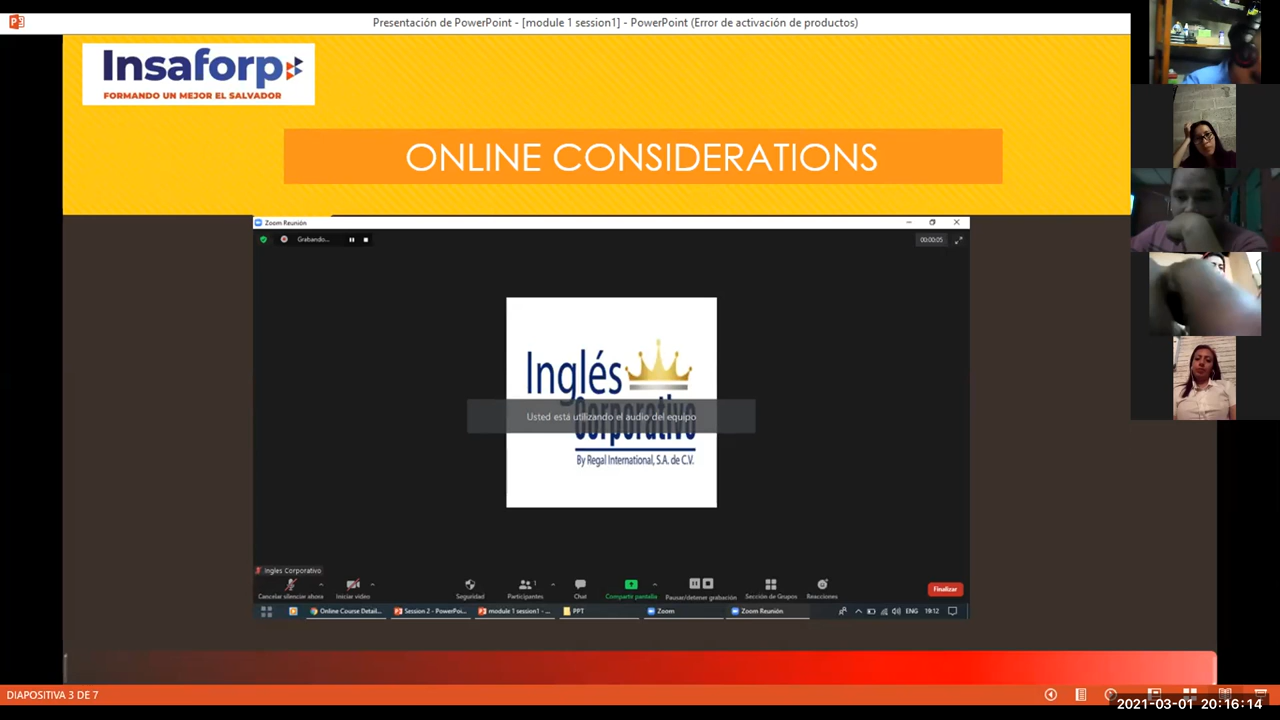 Presentación de PowerPoint - [module 1 session1] - PowerPoint (Error de activación de productos)
Insaforp
FORMANDO UN MEJOR EL SALVADOR
ONLINE CONSIDERATIONS
Zoom Reunión
Grabando...
00:00:05
Inglés
Corporativo
Usted está utilizando el audio del equipo
By Regal International, S.A. de C.V.
Ingles Corporativo
Cancelar silenciar ahora
Iniciar video
Seguridad
Participantes
1
Chat
Compartir pantalla
Pausar/detener grabación
Sección de Grupos
Reacciones
Finalizar
Online Course Detail...
Session 2 - PowerPoi...
module 1 session1 - ...
PPT
Zoom
Zoom Reunión
ENG
19:12
DIAPOSITIVA 3 DE 7
2021-03-01 20:16:14